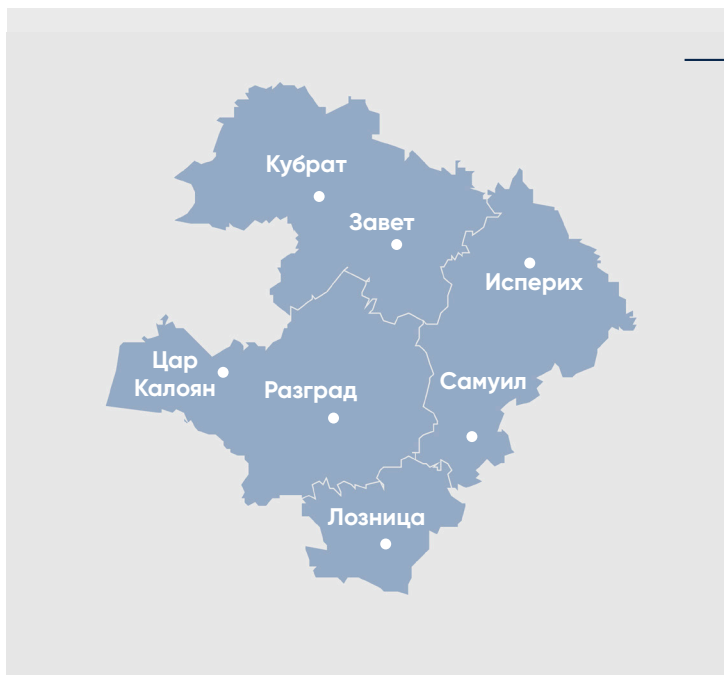 Кубрат
Завет
Исперих
Цар
Калоян
Разград
Самуил
Лозница